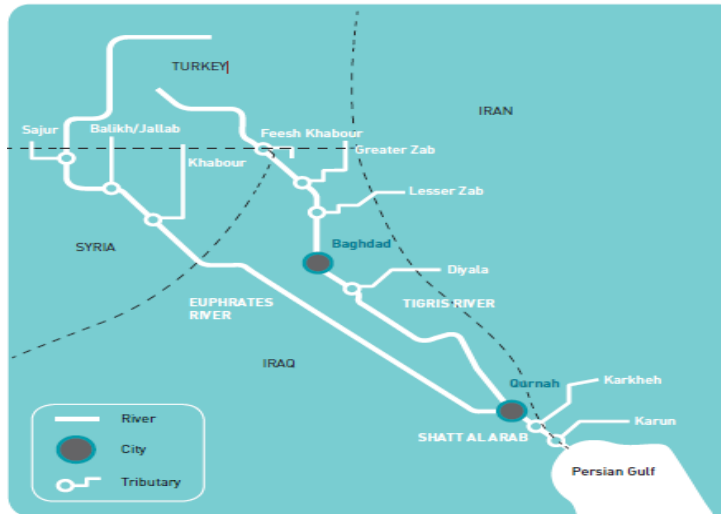 TURKEY
IRAN
Sajur
Balikh/Jallab
Feesh Khabour
Khabour
Greater Zab
Lesser Zab
SYRIA
Baghdad
Diyala
EUPHRATES
RIVER
TIGRIS RIVER
IRAQ
Qurnah
Karkheh
Karun
SHATT AL ARAB
Persian Gulf
River
City
Tributary